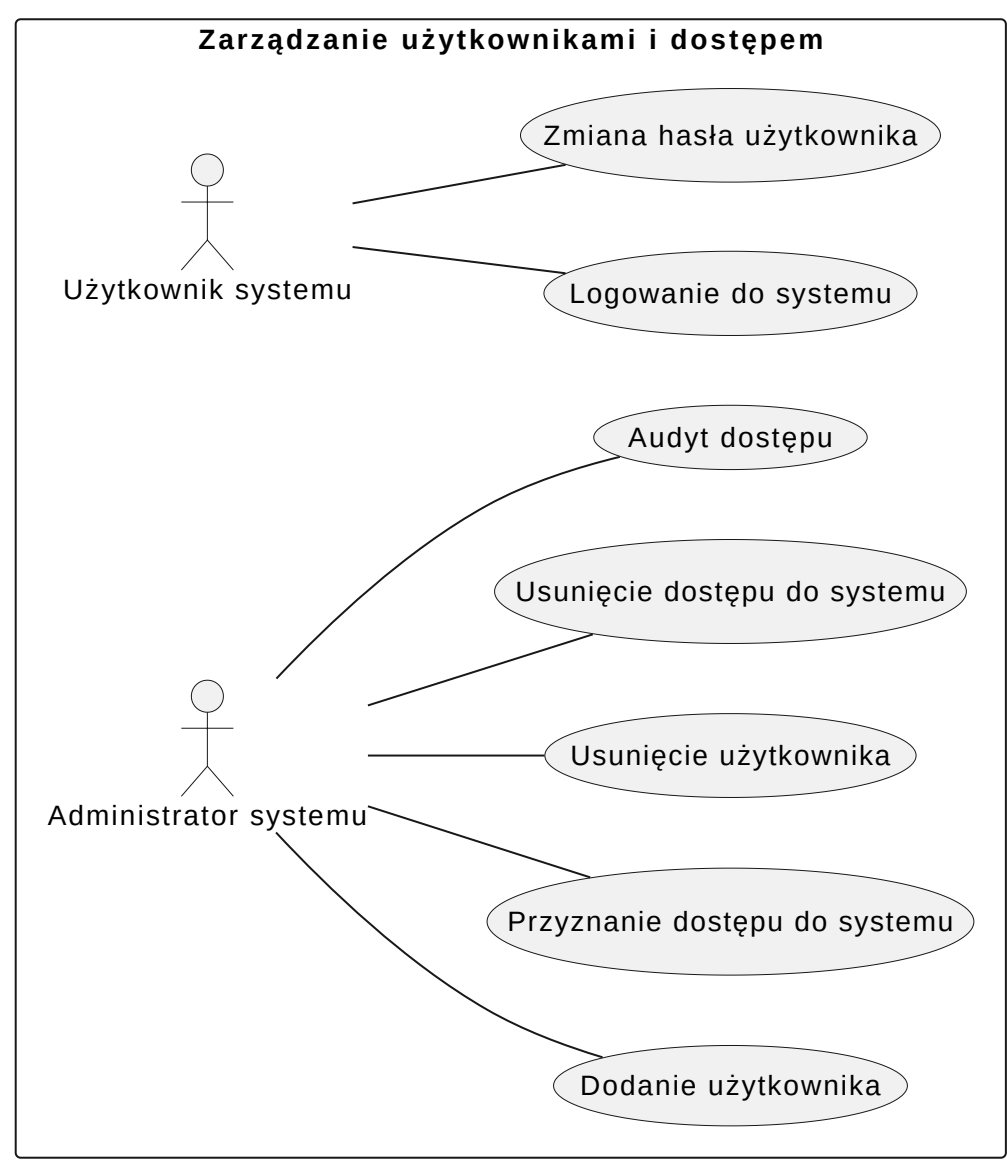 Zarządzanie użytkownikami i dostępem
Zmiana hasła użytkownika
Użytkownik systemu
Logowanie do systemu
Audyt dostępu
Usunięcie dostępu do systemu
Usunięcie użytkownika
Administrator systemu
Przyznanie dostępu do systemu
Dodanie użytkownika